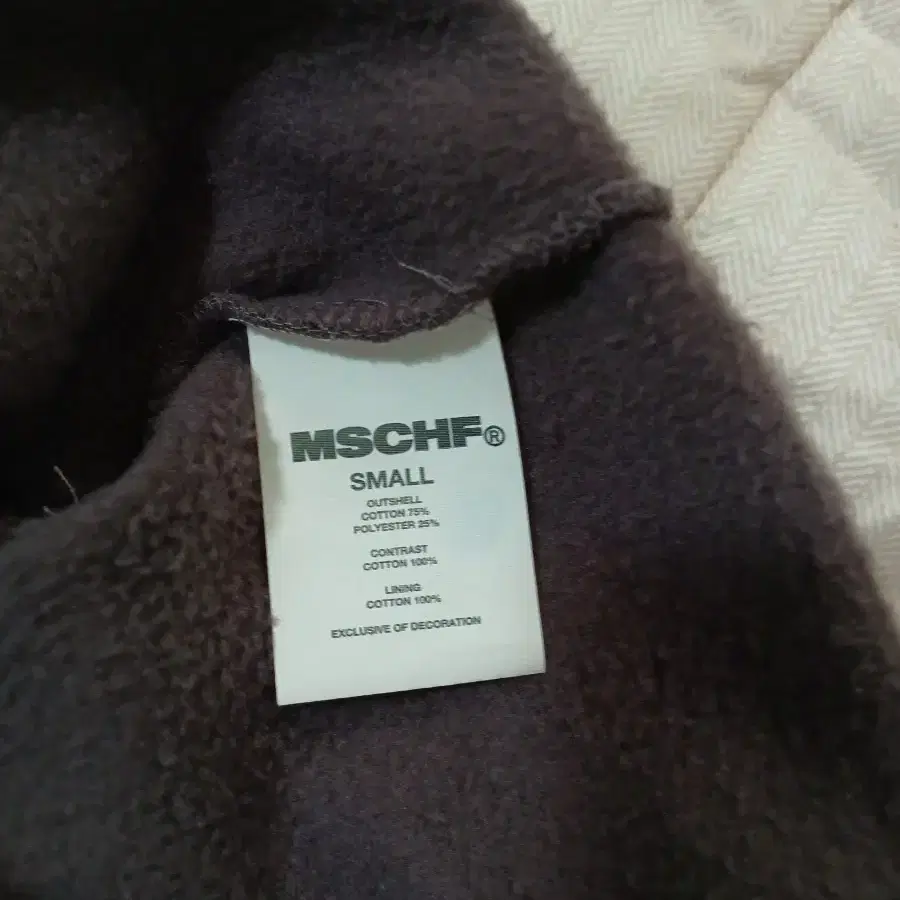 MSCHF®
SMALL
OUTSHELL
COTTON 75%
POLYESTER 25%
CONTRAST
COTTON 100%
LINING
COTTON 100%
EXCLUSIVE OF DECORATION